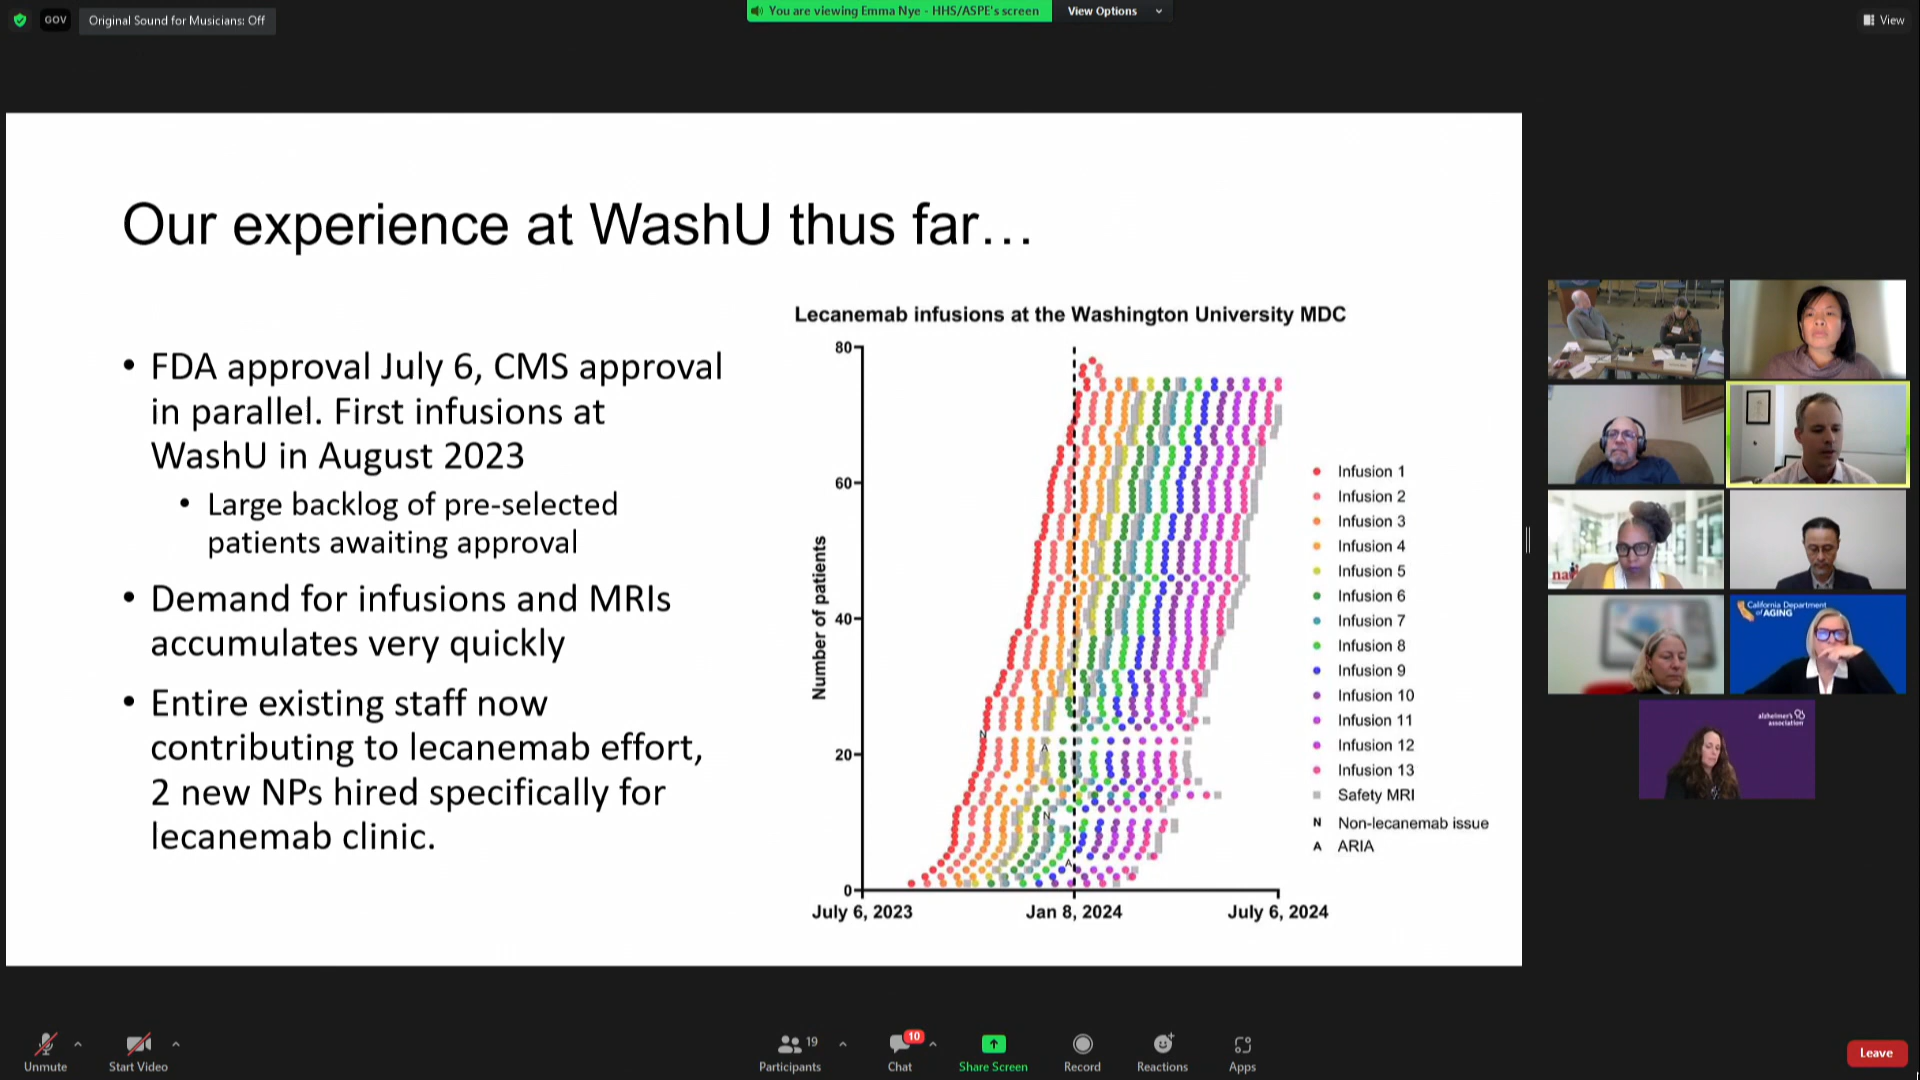 GOV
Original Sound for Musicians: Off
You are viewing Emma Nye - HHS/ASPE's screen
View Options
View
Our experience at WashU thus far…
• FDA approval July 6, CMS approval
in parallel. First infusions at
WashU in August 2023
• Large backlog of pre-selected
patients awaiting approval
• Demand for infusions and MRIs
accumulates very quickly
• Entire existing staff now
contributing to lecanemab effort,
2 new NPs hired specifically for
lecanemab clinic.
Lecanemab infusions at the Washington University MDC
Number of patients
80
60
40
20
0
July 6, 2023
Jan 8, 2024
July 6, 2024
N
A
N
A
Infusion 1
Infusion 2
Infusion 3
Infusion 4
Infusion 5
Infusion 6
Infusion 7
Infusion 8
Infusion 9
Infusion 10
Infusion 11
Infusion 12
Infusion 13
Safety MRI
N Non-lecanemab issue
A ARIA
California Department
of AGING
alzheimer's
association
Unmute
Start Video
19
Participants
10
Chat
Share Screen
Record
Reactions
Apps
Leave